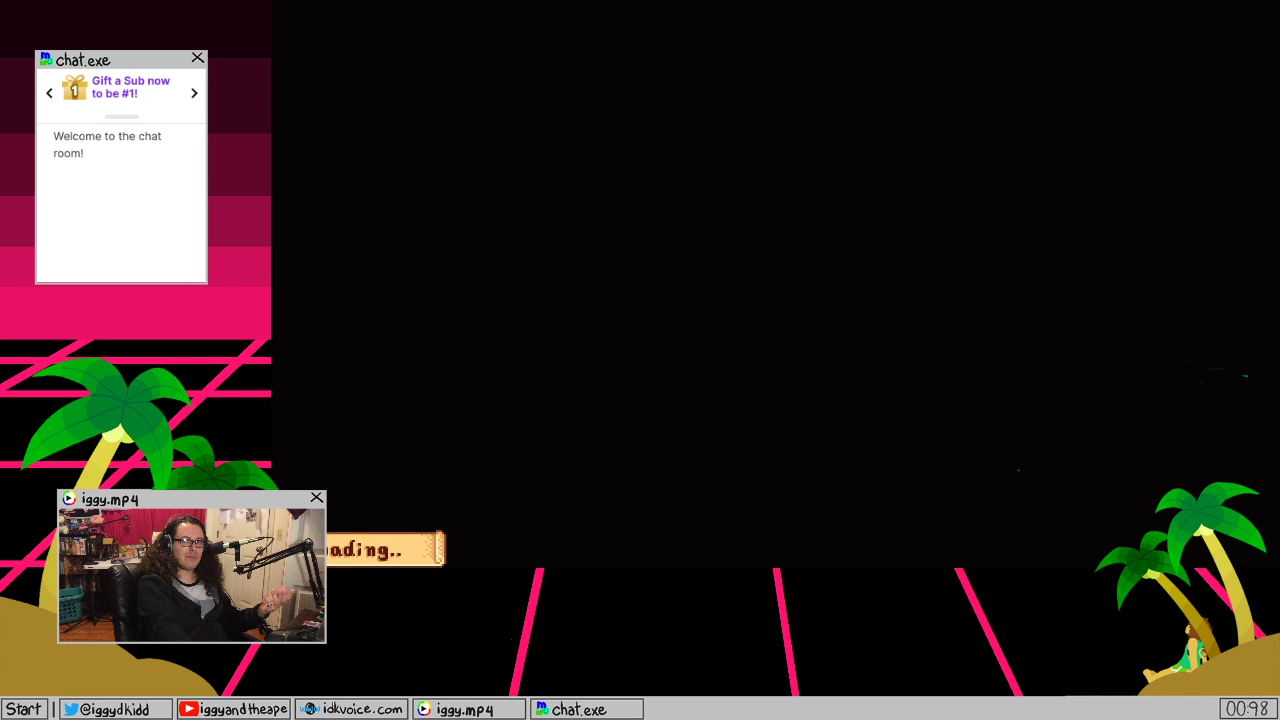 chat.exe
1
Gift a Sub now
to be #1!
Welcome to the chat
room!
iggy.mp4
ading..
Start
@iggydkidd
iggyandtheape
idkvoice.com
iggy.mp4
chat.exe
00:98